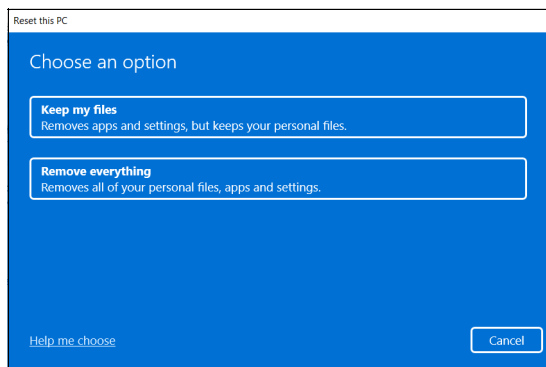 Reset this PC
Choose an option
Keep my files
Removes apps and settings, but keeps your personal files.
Remove everything
Removes all of your personal files, apps and settings.
Help me choose
Cancel